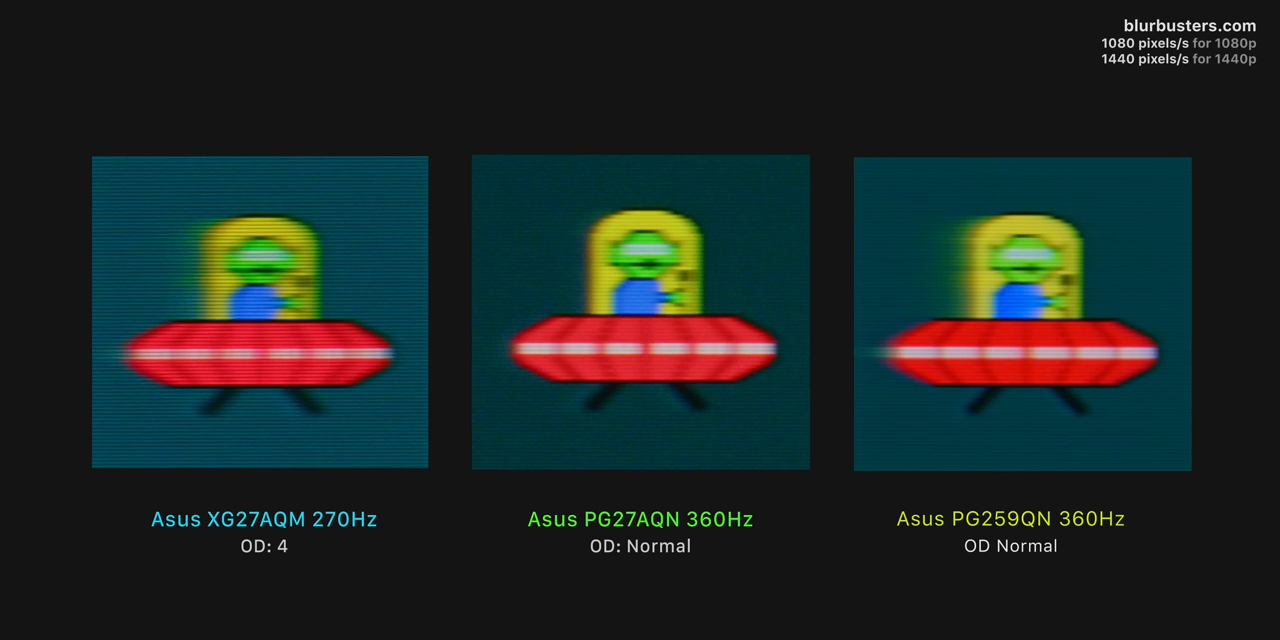 blurbusters.com
1080 pixels/s for 1080p
1440 pixels/s for 1440p
Asus XG27AQM 270Hz
OD: 4
Asus PG27AQN 360Hz
OD: Normal
Asus PG259QN 360Hz
OD Normal